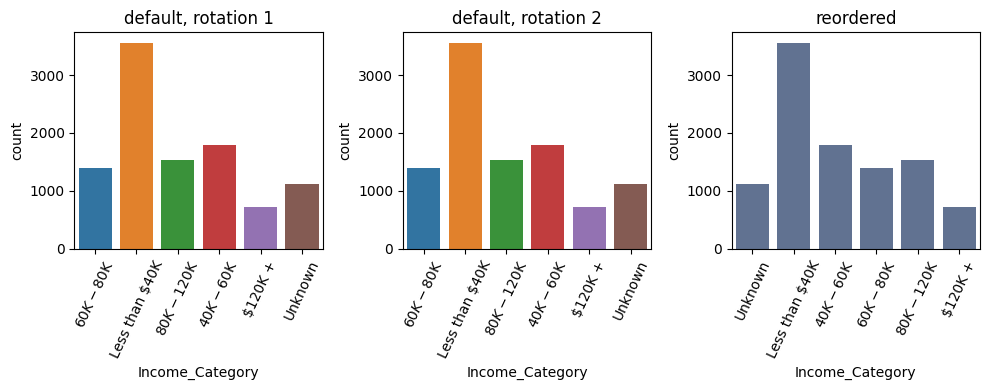 default, rotation 1
count
3000
2000
1000
0
60K − 80K
Less than $40K
80K − 120K
40K − 60K
$120K +
Unknown
Income_Category
default, rotation 2
count
3000
2000
1000
0
60K − 80K
Less than $40K
80K − 120K
40K − 60K
$120K +
Unknown
Income_Category
reordered
count
3000
2000
1000
0
Unknown
Less than $40K
40K − 60K
60K − 80K
80K − 120K
$120K +
Income_Category